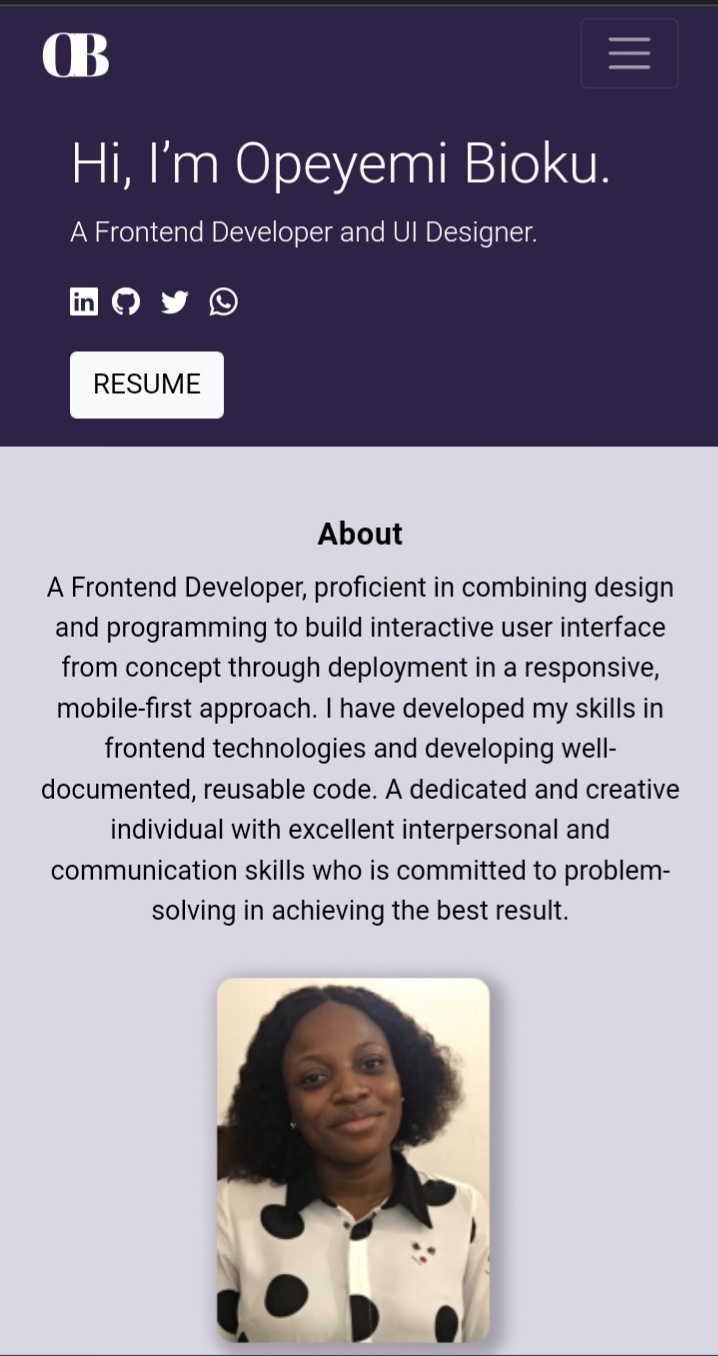 OB
Hi, I’m Opeyemi Bioku.
A Frontend Developer and UI Designer.
in
RESUME
About
A Frontend Developer, proficient in combining design
and programming to build interactive user interface
from concept through deployment in a responsive,
mobile-first approach. I have developed my skills in
frontend technologies and developing well-
documented, reusable code. A dedicated and creative
individual with excellent interpersonal and
communication skills who is committed to problem-
solving in achieving the best result.